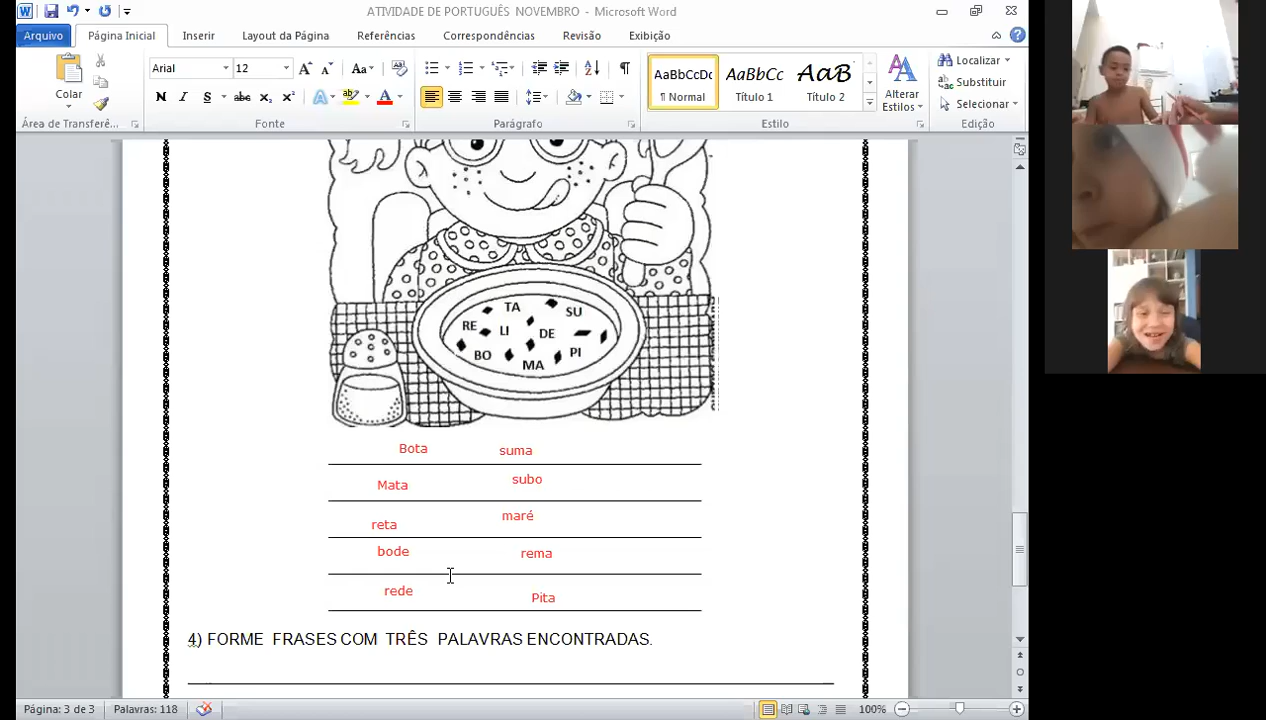 ATIVIDADE DE PORTUGUÊS NOVEMBRO - Microsoft Word
Arquivo Página Inicial Inserir Layout da Página Referências Correspondências Revisão Exibição
Colar
Arial 12
N I S abc x₂ x²
AaBbCcDc AaBbCc AaB
¶ Normal Título 1 Título 2
Alterar Estilos
Localizar
Substituir
Selecionar
Área de Transferê... Fonte Parágrafo Estilo Edição
TA SU
RE LI DE
BO MA PI
Bota suma
Mata subo
reta maré
bode rema
rede Pita
4) FORME FRASES COM TRÊS PALAVRAS ENCONTRADAS.
Página: 3 de 3 Palavras: 118 100%